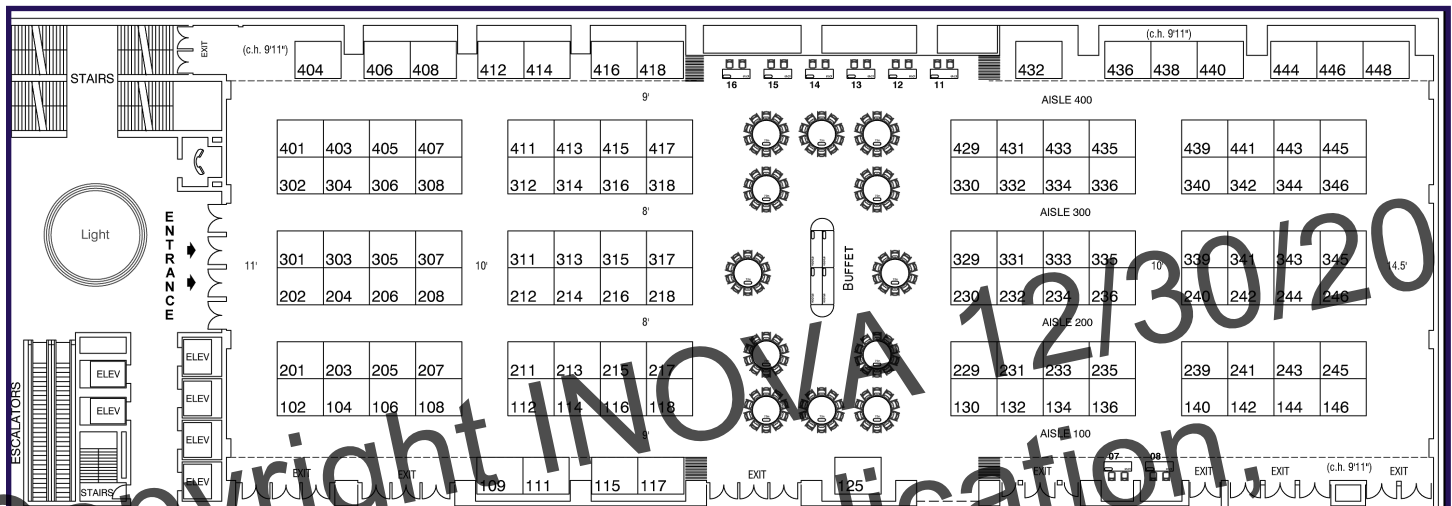 EXIT
(c.h. 9'11")
(c.h. 9'11")
404 406 408 412 414 416 418 432 436 438 440 444 446 448
STAIRS
16 15 14 13 12 11
9'
AISLE 400
401 403 405 407 411 413 415 417 429 431 433 435 439 441 443 445
302 304 306 308 312 314 316 318 330 332 334 336 340 342 344 346
8'
AISLE 300
ENTRANCE
Light
301 303 305 307 311 313 315 317 329 331 333 335 339 341 343 345
11' 10' 10' 14.5'
BUFFET
202 204 206 208 212 214 216 218 230 232 234 236 240 242 244 246
8'
AISLE 200
ELEV
201 203 205 207 211 213 215 217 229 231 233 235 239 241 243 245
ELEV
ELEV
102 104 106 108 112 114 116 118 130 132 134 136 140 142 144 146
ELEV
ESCALATORS
ELEV
9'
AISLE 100
07 08
EXIT EXIT EXIT EXIT EXIT EXIT (c.h. 9'11") EXIT
ELEV
109 111 115 117 125
STAIRS
opyright INOVA 12/30/20
lication,